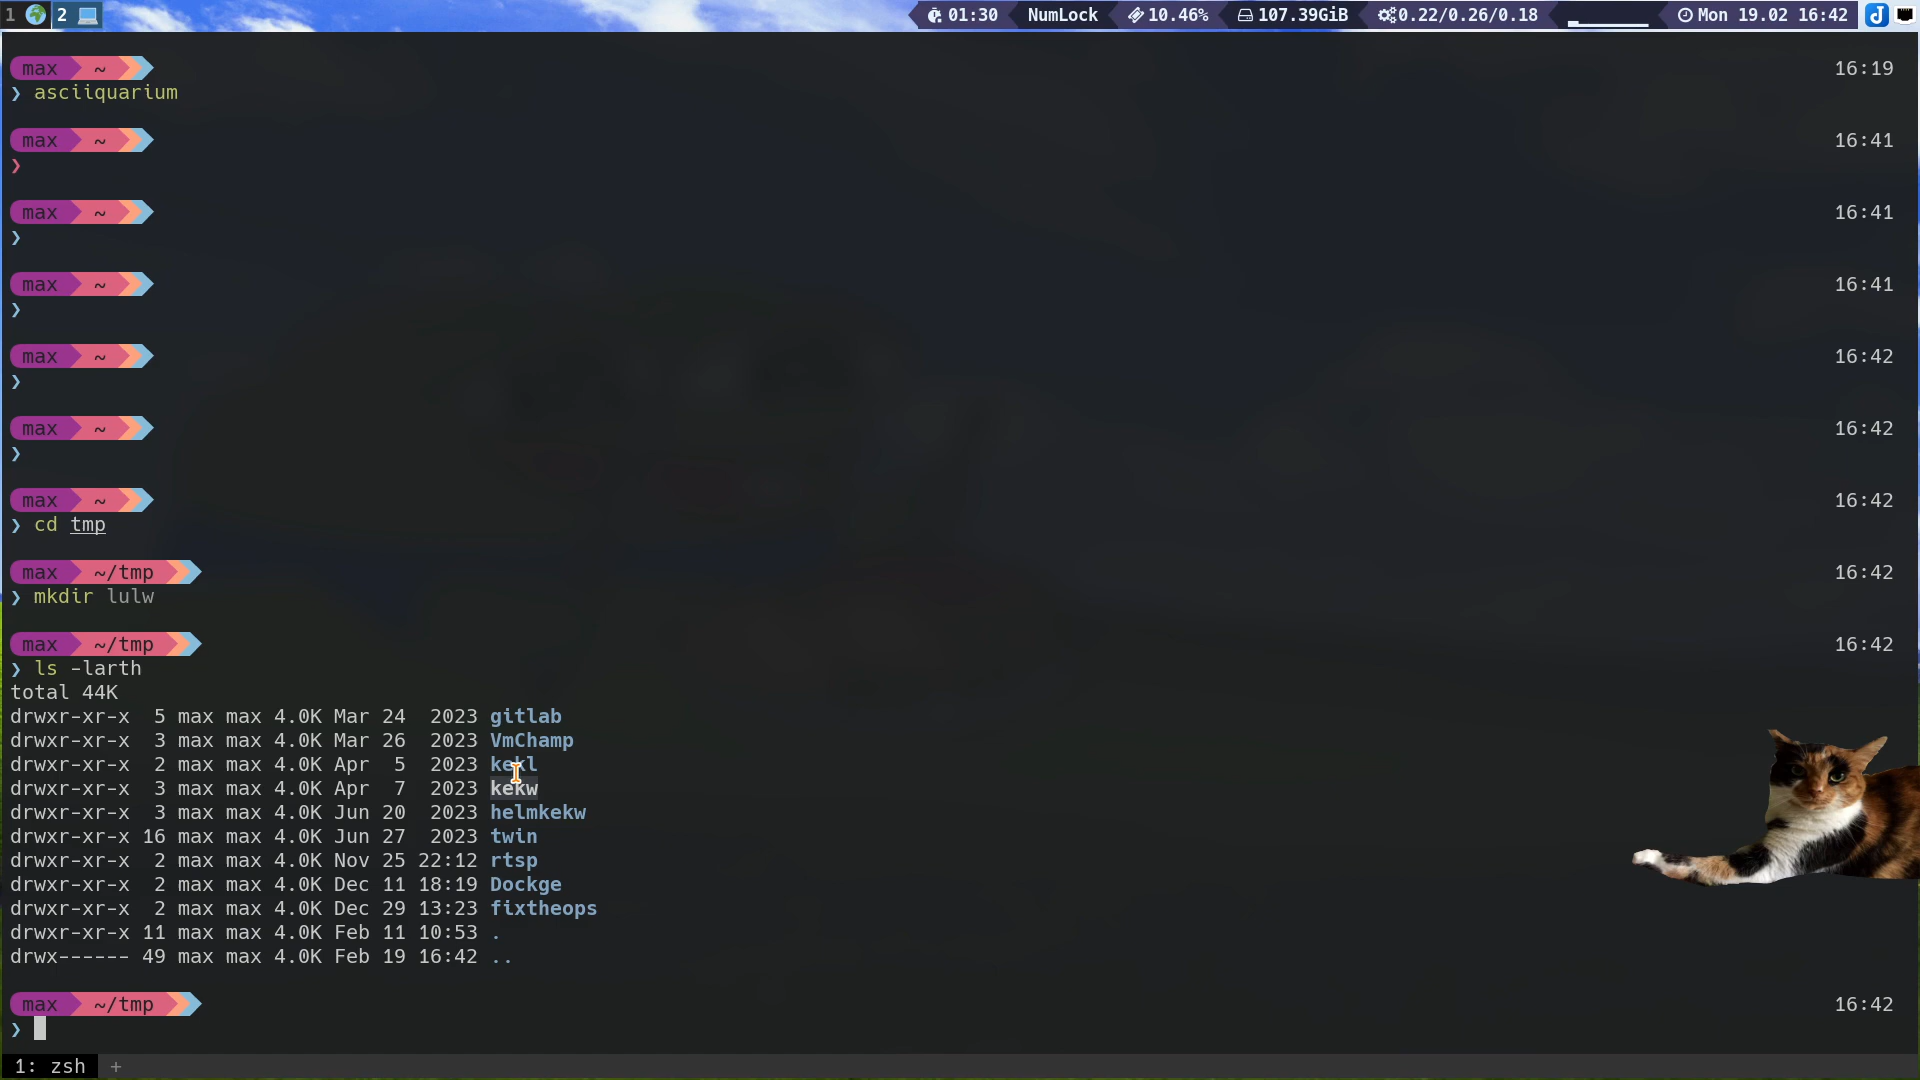 1 2 01:30 NumLock 10.46% 107.39GiB 0.22/0.26/0.18 Mon 19.02 16:42
max ~ 16:19
❯ asciiquarium
max ~ 16:41
❯
max ~ 16:41
❯
max ~ 16:41
❯
max ~ 16:42
❯
max ~ 16:42
❯
max ~ 16:42
❯ cd tmp
max ~/tmp 16:42
❯ mkdir lulw
max ~/tmp 16:42
❯ ls -larth
total 44K
drwxr-xr-x  5 max max 4.0K Mar 24  2023 gitlab
drwxr-xr-x  3 max max 4.0K Mar 26  2023 VmChamp
drwxr-xr-x  2 max max 4.0K Apr  5  2023 kekl
drwxr-xr-x  3 max max 4.0K Apr  7  2023 kekw
drwxr-xr-x  3 max max 4.0K Jun 20  2023 helmkekw
drwxr-xr-x 16 max max 4.0K Jun 27  2023 twin
drwxr-xr-x  2 max max 4.0K Nov 25 22:12 rtsp
drwxr-xr-x  2 max max 4.0K Dec 11 18:19 Dockge
drwxr-xr-x  2 max max 4.0K Dec 29 13:23 fixtheops
drwxr-xr-x 11 max max 4.0K Feb 11 10:53 .
drwx------ 49 max max 4.0K Feb 19 16:42 ..
max ~/tmp 16:42
❯
1: zsh +